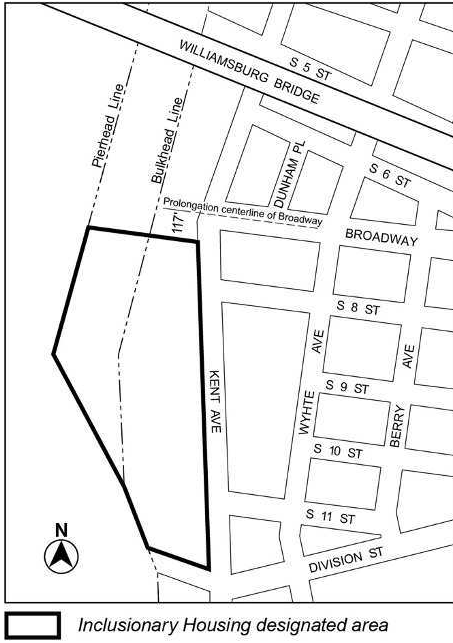 S 5 ST
WILLIAMSBURG BRIDGE
Pierhead Line
Bulkhead Line
DUNHAM PL
S 6 ST
Prolongation centerline of Broadway
117'
BROADWAY
S 8 ST
KENT AVE
WYHTE AVE
BERRY AVE
S 9 ST
S 10 ST
S 11 ST
DIVISION ST
N
Inclusionary Housing designated area